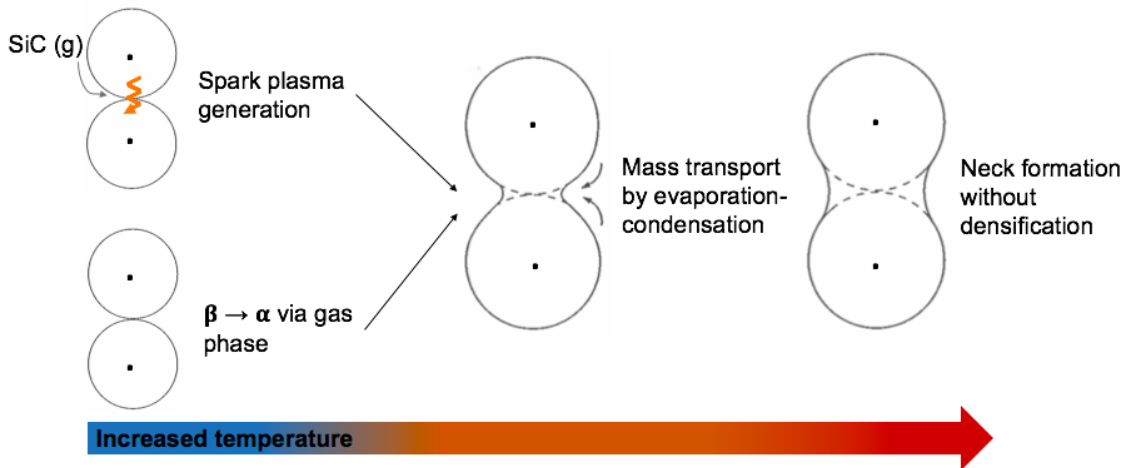 SiC (g)
Spark plasma
generation
β → α via gas
phase
Mass transport
by evaporation-
condensation
Neck formation
without
densification
Increased temperature